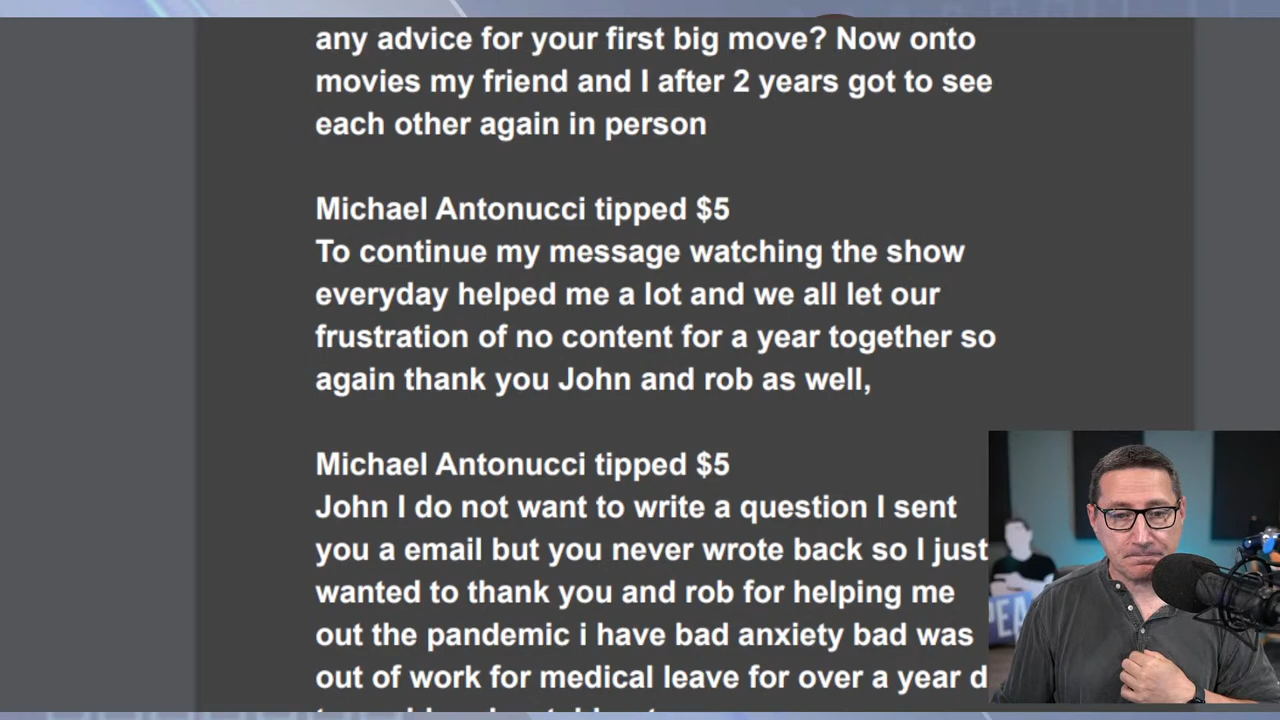 any advice for your first big move? Now onto
movies my friend and I after 2 years got to see
each other again in person
Michael Antonucci tipped $5
To continue my message watching the show
everyday helped me a lot and we all let our
frustration of no content for a year together so
again thank you John and rob as well,
Michael Antonucci tipped $5
John I do not want to write a question I sent
you a email but you never wrote back so I just
wanted to thank you and rob for helping me
out the pandemic i have bad anxiety bad was
out of work for medical leave for over a year d